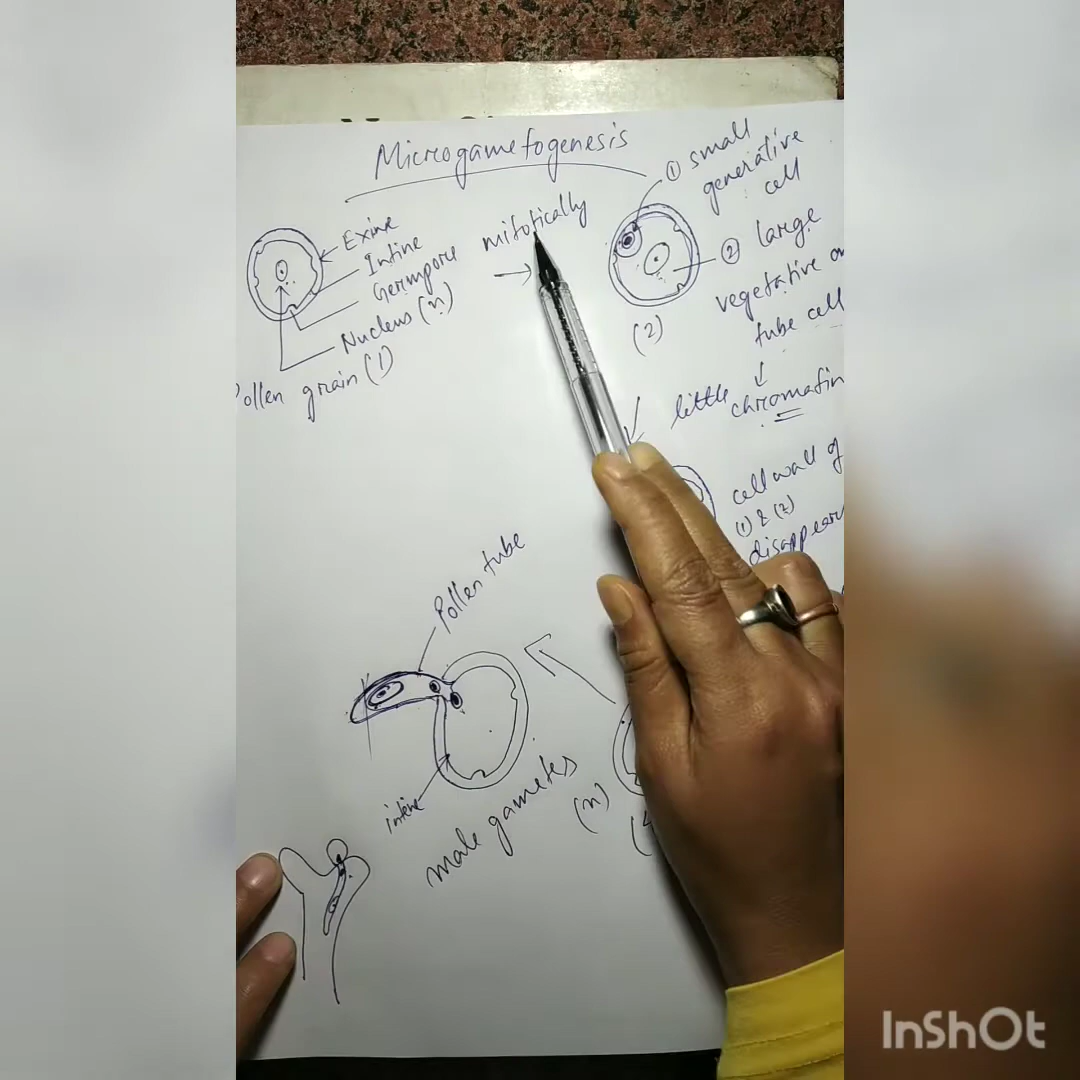 Microgametogenesis
① small
generative
cell
Exine
Intine
Germpore
Nucleus (n)
Pollen grain (1)
mitotically
② large
vegetative
tube cell
(2)
little chromatin
cell wall of
(1) & (2)
disappear
Pollen tube
intine
male gametes
(n)
InShOt